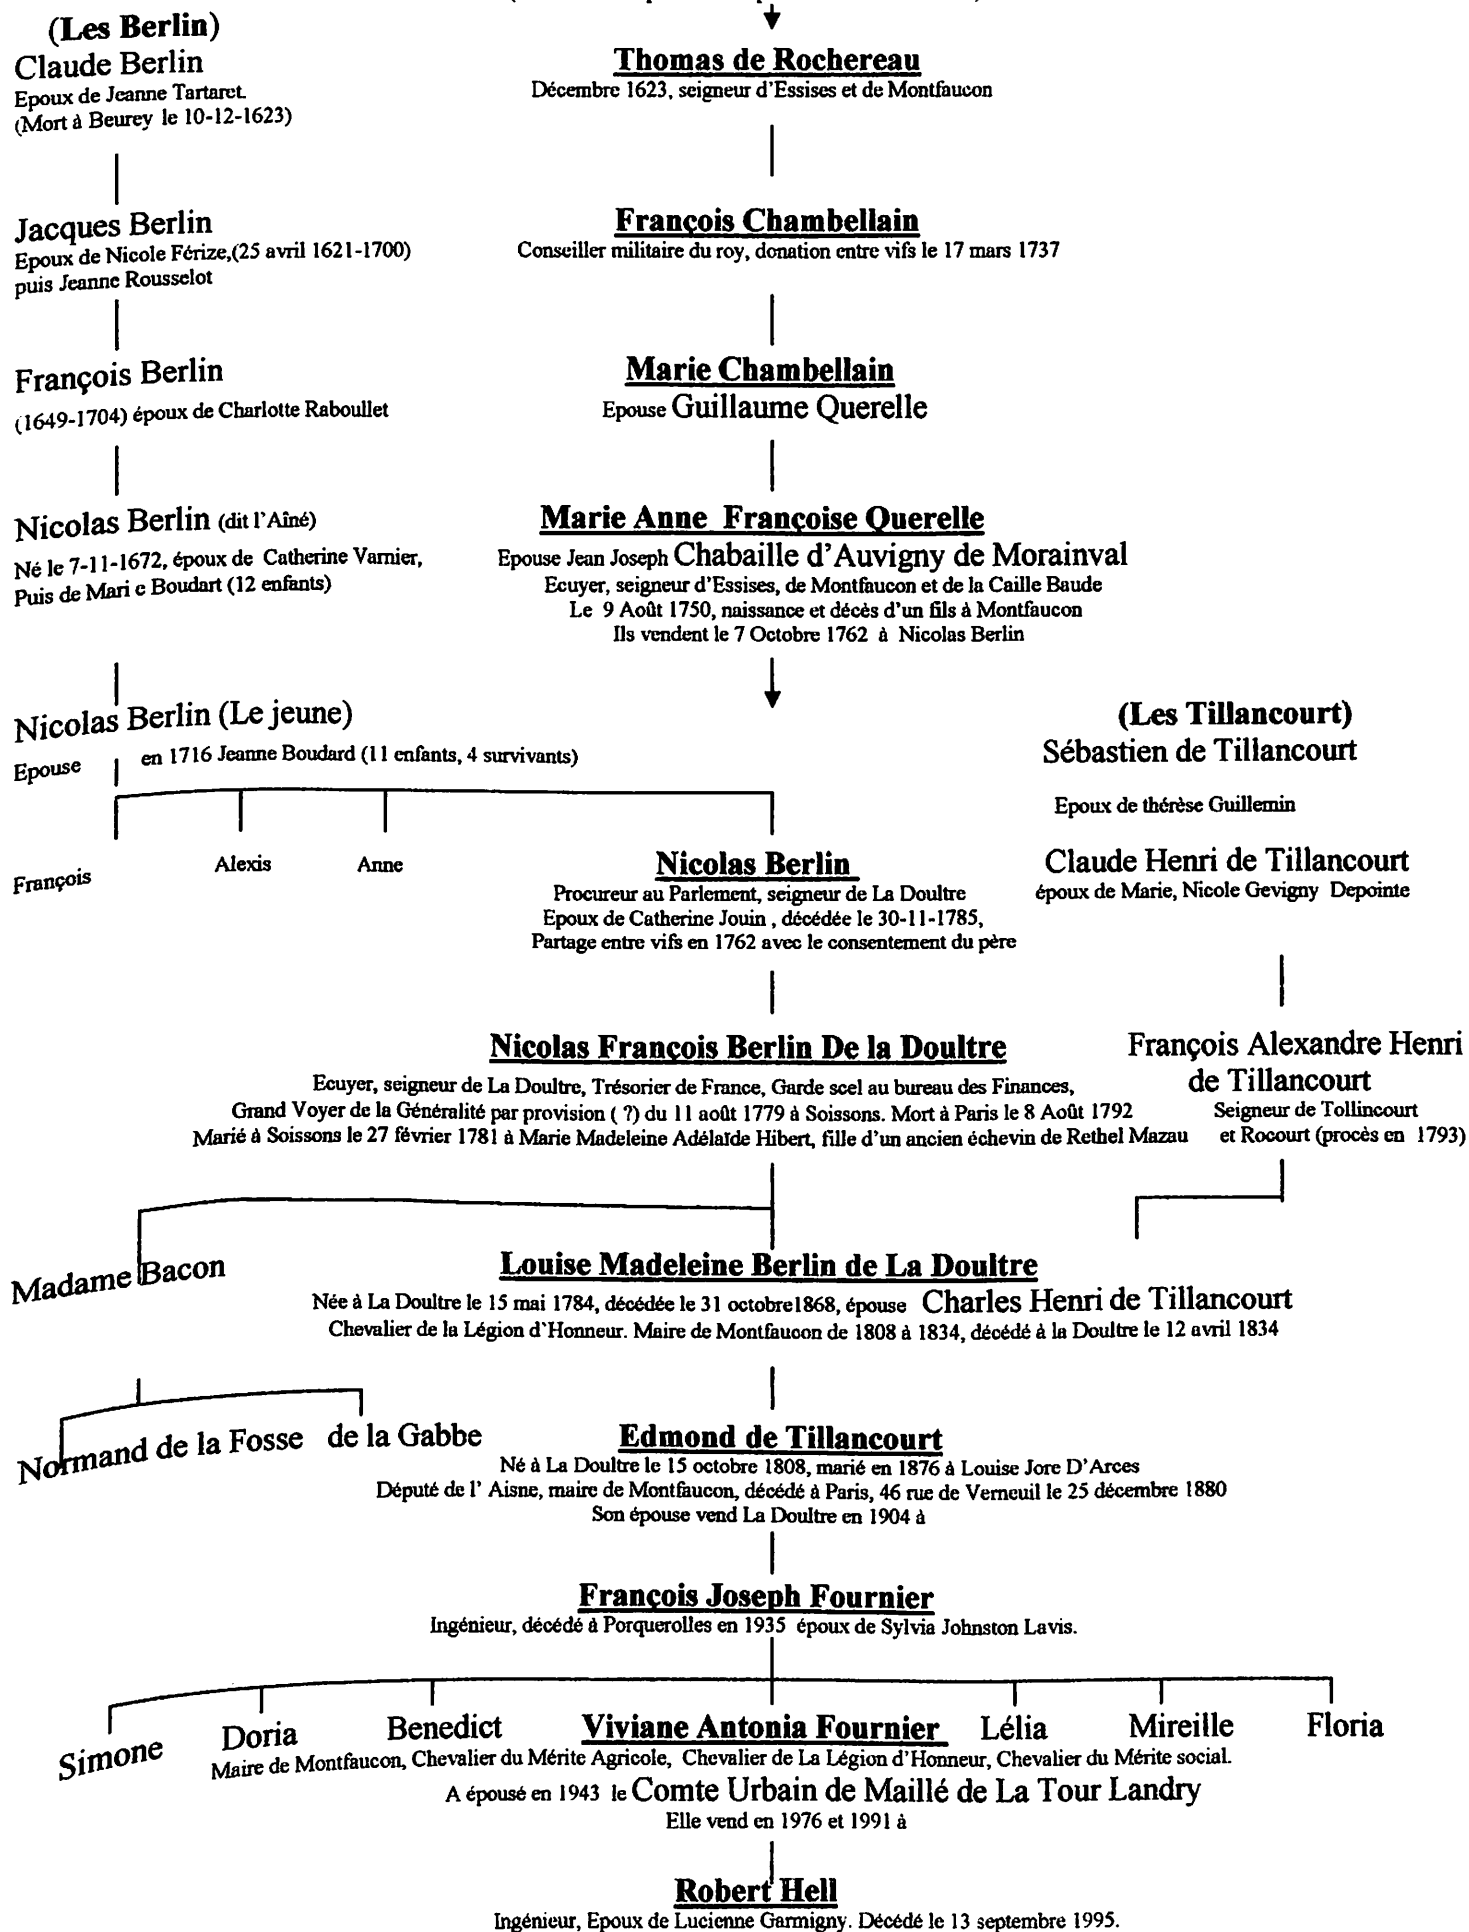 (Les Berlin)
Claude Berlin
Epoux de Jeanne Tartaret.
(Mort à Beurey le 10-12-1623)
Thomas de Rochereau
Décembre 1623, seigneur d'Essises et de Montfaucon
Jacques Berlin
Epoux de Nicole Férize,(25 avril 1621-1700)
puis Jeanne Rousselot
François Chambellain
Conseiller militaire du roy, donation entre vifs le 17 mars 1737
François Berlin
(1649-1704) époux de Charlotte Raboullet
Marie Chambellain
Epouse Guillaume Querelle
Nicolas Berlin (dit l'Aîné)
Né le 7-11-1672, époux de Catherine Varnier,
Puis de Mari e Boudart (12 enfants)
Marie Anne Françoise Querelle
Epouse Jean Joseph Chabaille d'Auvigny de Morainval
Ecuyer, seigneur d'Essises, de Montfaucon et de la Caille Baude
Le 9 Août 1750, naissance et décès d'un fils à Montfaucon
Ils vendent le 7 Octobre 1762 à Nicolas Berlin
Nicolas Berlin (Le jeune)
Epouse en 1716 Jeanne Boudard (11 enfants, 4 survivants)
(Les Tillancourt)
Sébastien de Tillancourt
Epoux de thérèse Guillemin
François
Alexis
Anne
Nicolas Berlin
Procureur au Parlement, seigneur de La Doultre
Epoux de Catherine Jouin , décédée le 30-11-1785,
Partage entre vifs en 1762 avec le consentement du père
Claude Henri de Tillancourt
époux de Marie, Nicole Gevigny Depointe
Nicolas François Berlin De la Doultre
Ecuyer, seigneur de La Doultre, Trésorier de France, Garde scel au bureau des Finances,
Grand Voyer de la Généralité par provision ( ?) du 11 août 1779 à Soissons. Mort à Paris le 8 Août 1792
Marié à Soissons le 27 février 1781 à Marie Madeleine Adélaïde Hibert, fille d'un ancien échevin de Rethel Mazau
François Alexandre Henri
de Tillancourt
Seigneur de Tollincourt
et Rocourt (procès en 1793)
Madame Bacon
Louise Madeleine Berlin de La Doultre
Née à La Doultre le 15 mai 1784, décédée le 31 octobre1868, épouse Charles Henri de Tillancourt
Chevalier de la Légion d'Honneur. Maire de Montfaucon de 1808 à 1834, décédé à la Doultre le 12 avril 1834
Normand de la Fosse de la Gabbe
Edmond de Tillancourt
Né à La Doultre le 15 octobre 1808, marié en 1876 à Louise Jore D'Arces
Député de l' Aisne, maire de Montfaucon, décédé à Paris, 46 rue de Verneuil le 25 décembre 1880
Son épouse vend La Doultre en 1904 à
François Joseph Fournier
Ingénieur, décédé à Porquerolles en 1935 époux de Sylvia Johnston Lavis.
Simone Doria Benedict Viviane Antonia Fournier Lélia Mireille Floria
Maire de Montfaucon, Chevalier du Mérite Agricole, Chevalier de La Légion d'Honneur, Chevalier du Mérite social.
A épousé en 1943 le Comte Urbain de Maillé de La Tour Landry
Elle vend en 1976 et 1991 à
Robert Hell
Ingénieur, Epoux de Lucienne Garmigny. Décédé le 13 septembre 1995.